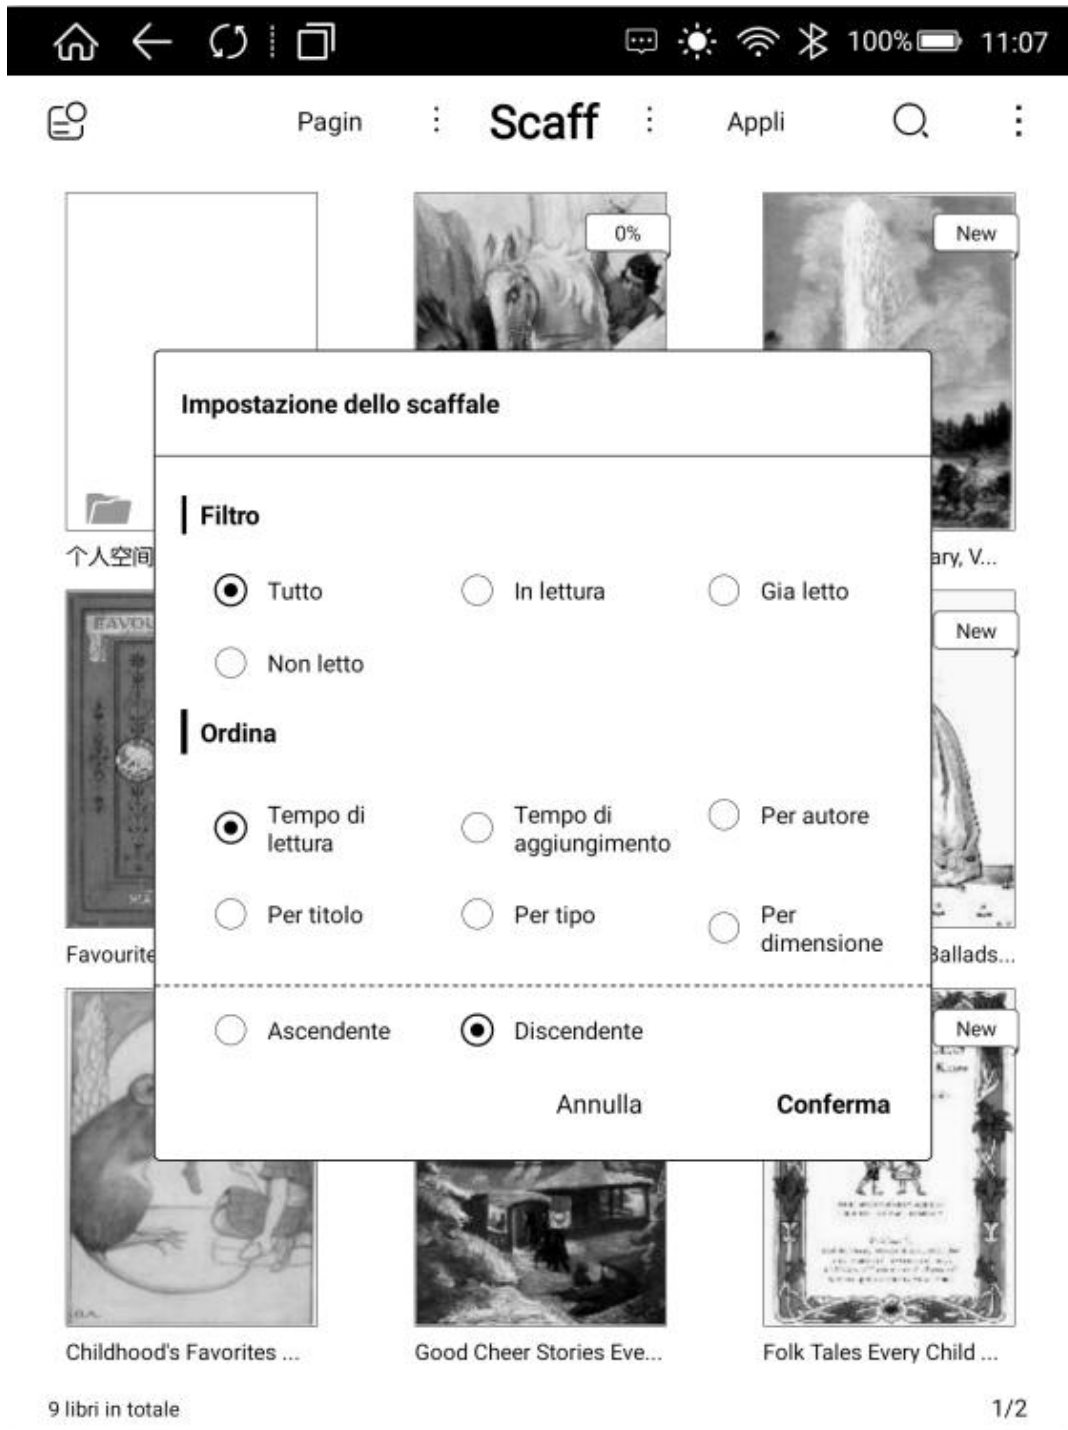 100% 11:07
Pagin Scaff Appli
0%
New
Impostazione dello scaffale
Filtro
个人空间
ary, V...
Tutto In lettura Gia letto
New
Non letto
Ordina
Tempo di lettura
Tempo di aggiungimento
Per autore
Per titolo Per tipo
Per dimensione
Favourite
Ballads...
Ascendente Discendente
New
Annulla Conferma
Childhood's Favorites ...
Good Cheer Stories Eve...
Folk Tales Every Child ...
9 libri in totale 1/2